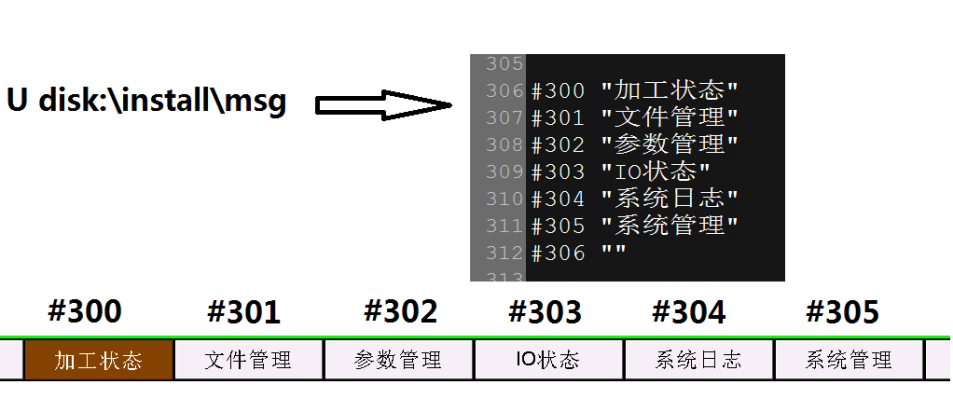 305
U disk:\install\msg
306 #300 "加工状态"
307 #301 "文件管理"
308 #302 "参数管理"
309 #303 "IO状态"
310 #304 "系统日志"
311 #305 "系统管理"
312 #306 ""
313
#300 #301 #302 #303 #304 #305
加工状态 文件管理 参数管理 IO状态 系统日志 系统管理